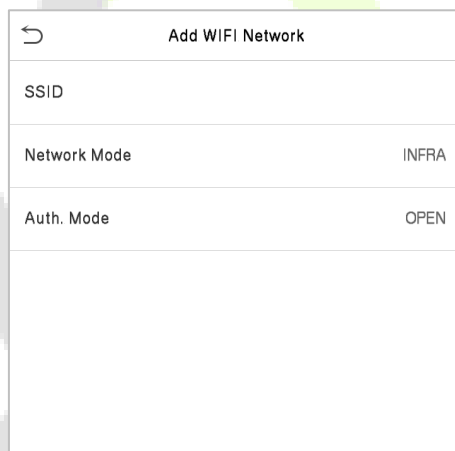 Add WIFI Network
SSID
Network Mode INFRA
Auth. Mode OPEN